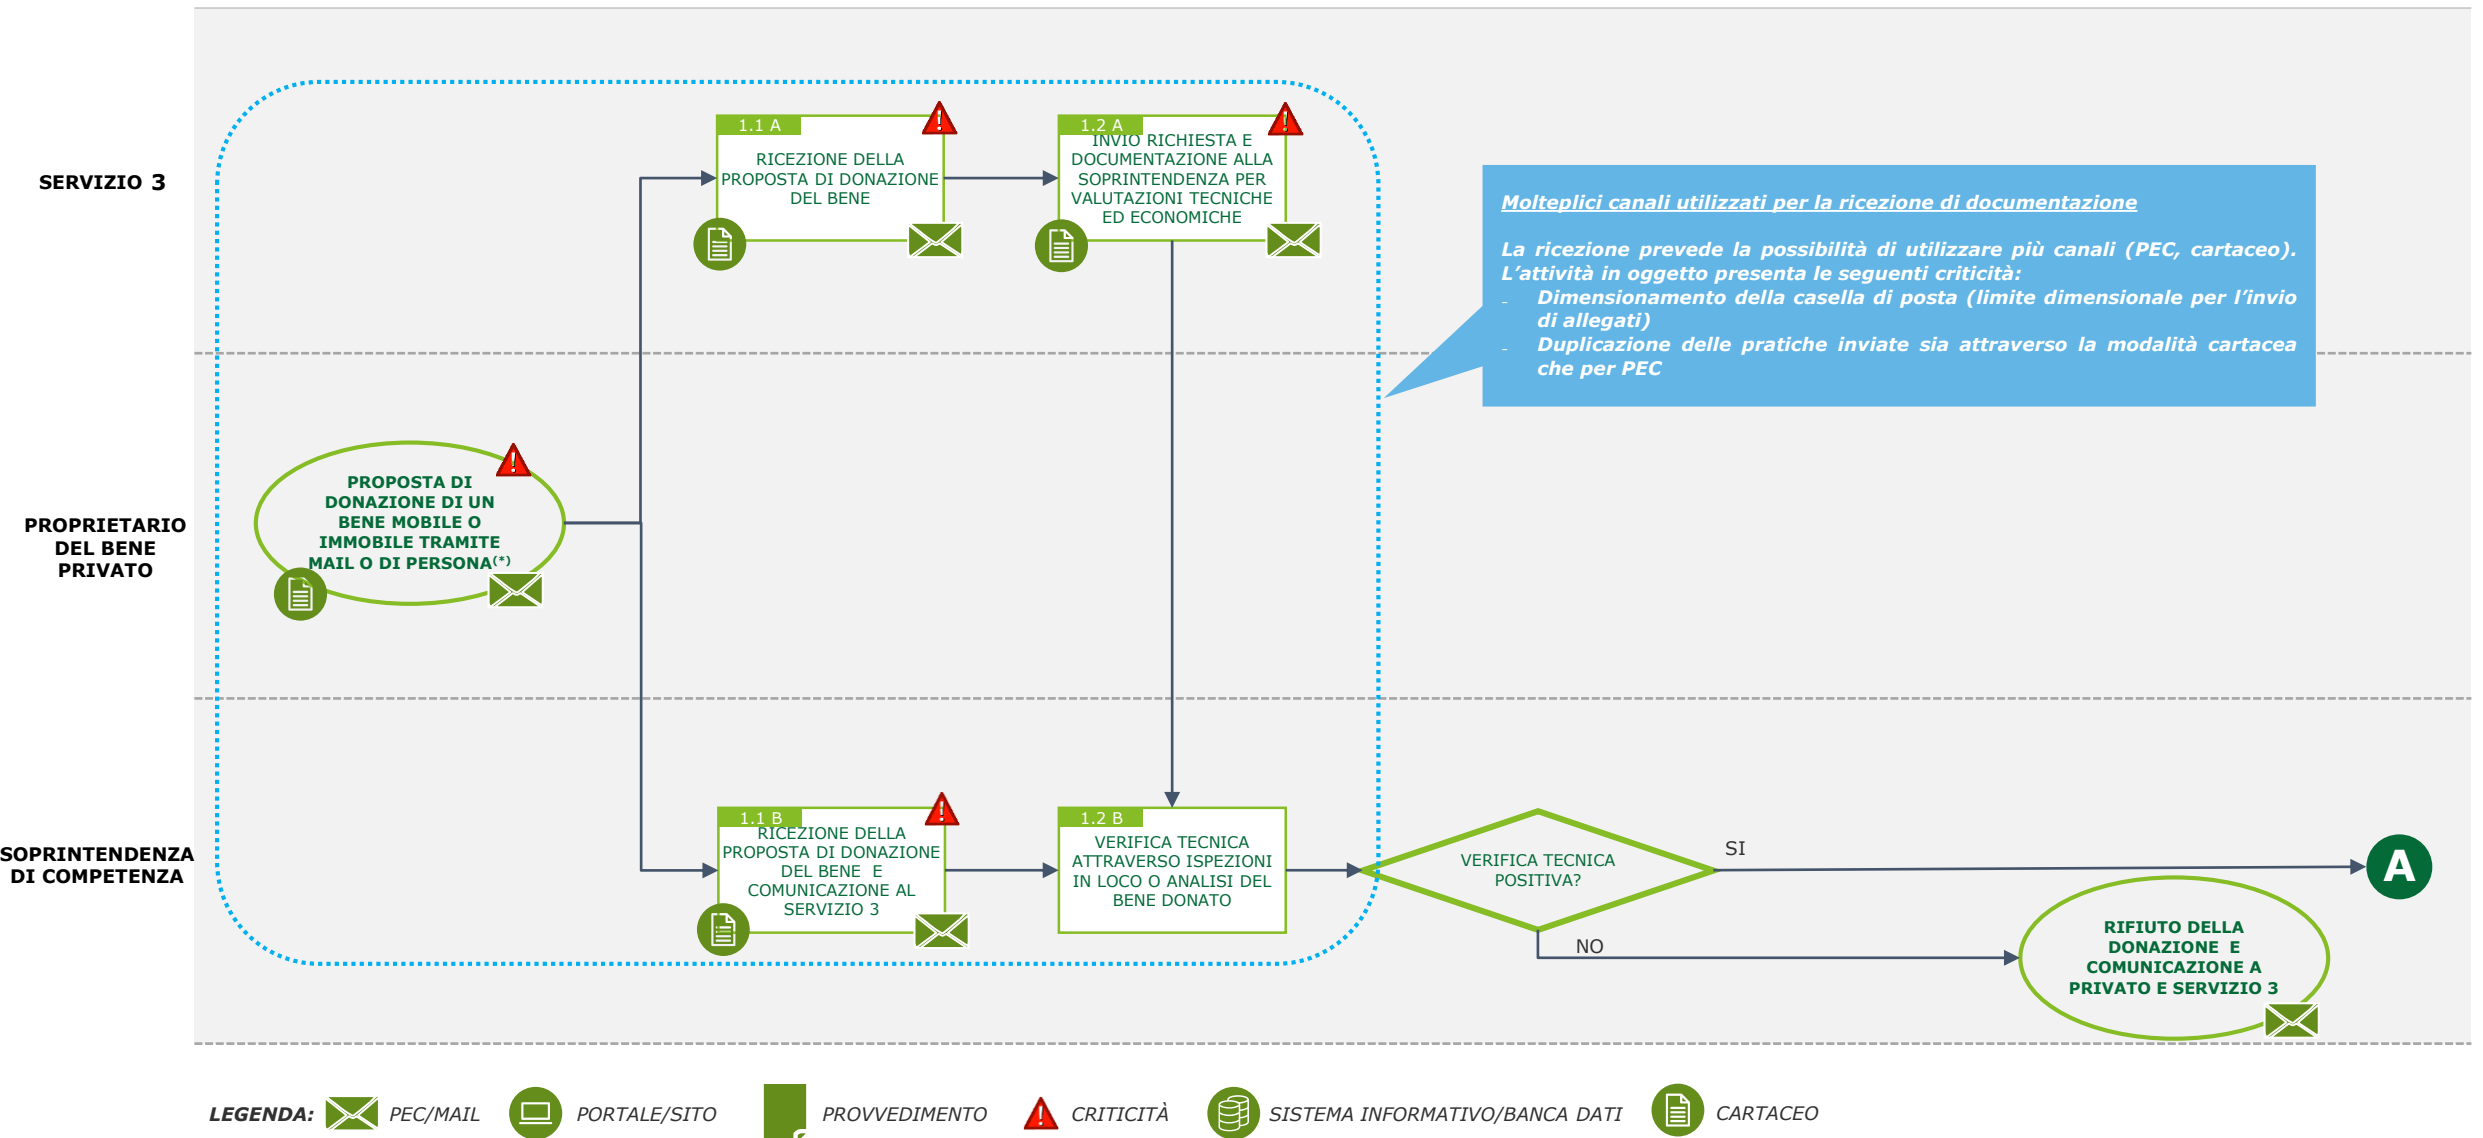 SERVIZIO 3
1.1 A
RICEZIONE DELLA
PROPOSTA DI DONAZIONE
DEL BENE
1.2 A
INVIO RICHIESTA E
DOCUMENTAZIONE ALLA
SOPRINTENDENZA PER
VALUTAZIONI TECNICHE
ED ECONOMICHE
Molteplici canali utilizzati per la ricezione di documentazione
La ricezione prevede la possibilità di utilizzare più canali (PEC, cartaceo).
L’attività in oggetto presenta le seguenti criticità:
- Dimensionamento della casella di posta (limite dimensionale per l’invio
di allegati)
- Duplicazione delle pratiche inviate sia attraverso la modalità cartacea
che per PEC
PROPRIETARIO
DEL BENE
PRIVATO
PROPOSTA DI
DONAZIONE DI UN
BENE MOBILE O
IMMOBILE TRAMITE
MAIL O DI PERSONA(*)
SOPRINTENDENZA
DI COMPETENZA
1.1 B
RICEZIONE DELLA
PROPOSTA DI DONAZIONE
DEL BENE E
COMUNICAZIONE AL
SERVIZIO 3
1.2 B
VERIFICA TECNICA
ATTRAVERSO ISPEZIONI
IN LOCO O ANALISI DEL
BENE DONATO
VERIFICA TECNICA
POSITIVA?
SI
A
NO
RIFIUTO DELLA
DONAZIONE E
COMUNICAZIONE A
PRIVATO E SERVIZIO 3
LEGENDA: PEC/MAIL PORTALE/SITO PROVVEDIMENTO CRITICITÀ SISTEMA INFORMATIVO/BANCA DATI CARTACEO